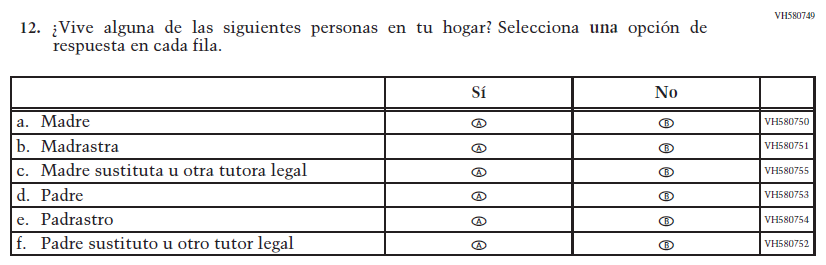 VH580749
12. ¿Vive alguna de las siguientes personas en tu hogar? Selecciona una opción de
respuesta en cada fila.
Sí No
a. Madre A B VH580750
b. Madrastra A B VH580751
c. Madre sustituta u otra tutora legal A B VH580755
d. Padre A B VH580753
e. Padrastro A B VH580754
f. Padre sustituto u otro tutor legal A B VH580752